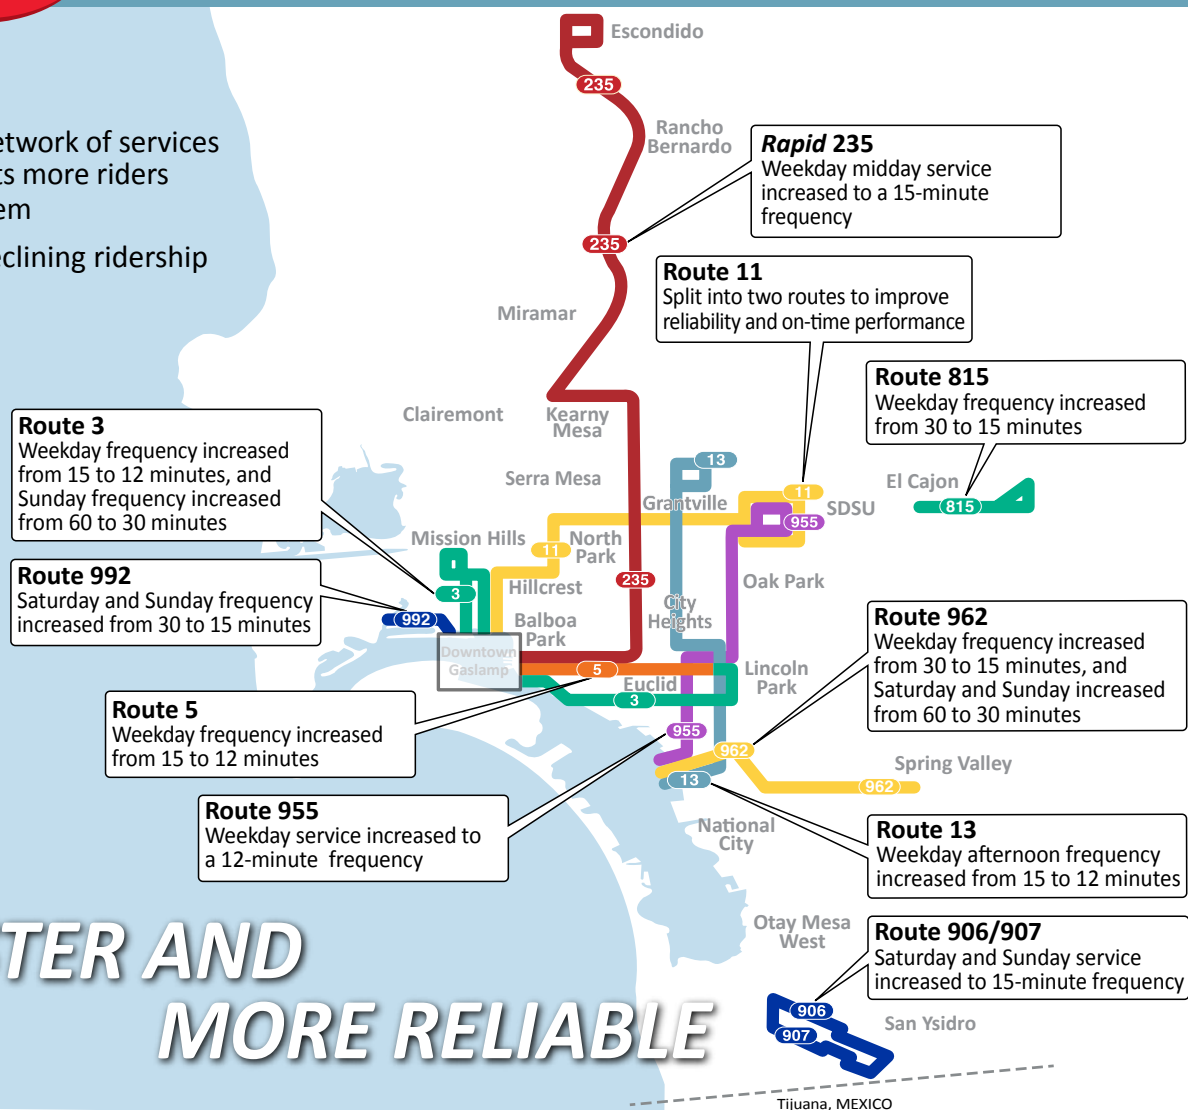 etwork of services
ts more riders
em
eclining ridership
Escondido
235
Rancho
Bernardo
Rapid 235
Weekday midday service
increased to a 15-minute
frequency
235
Route 11
Split into two routes to improve
reliability and on-time performance
Miramar
Route 815
Weekday frequency increased
from 30 to 15 minutes
Clairemont
Kearny
Mesa
Route 3
Weekday frequency increased
from 15 to 12 minutes, and
Sunday frequency increased
from 60 to 30 minutes
13
Serra Mesa
Grantville
11
SDSU
955
El Cajon
815
Mission Hills
11
North
Park
Route 992
Saturday and Sunday frequency
increased from 30 to 15 minutes
3
Hillcrest
235
Oak Park
992
Balboa
Park
City
Heights
Route 962
Weekday frequency increased
from 30 to 15 minutes, and
Saturday and Sunday increased
from 60 to 30 minutes
Downtown
Gaslamp
5
Euclid
3
Lincoln
Park
Route 5
Weekday frequency increased
from 15 to 12 minutes
955
962
Spring Valley
962
13
Route 955
Weekday service increased to
a 12-minute frequency
National
City
Route 13
Weekday afternoon frequency
increased from 15 to 12 minutes
Otay Mesa
West
Route 906/907
Saturday and Sunday service
increased to 15-minute frequency
TER AND
MORE RELIABLE
906
907
San Ysidro
Tijuana, MEXICO